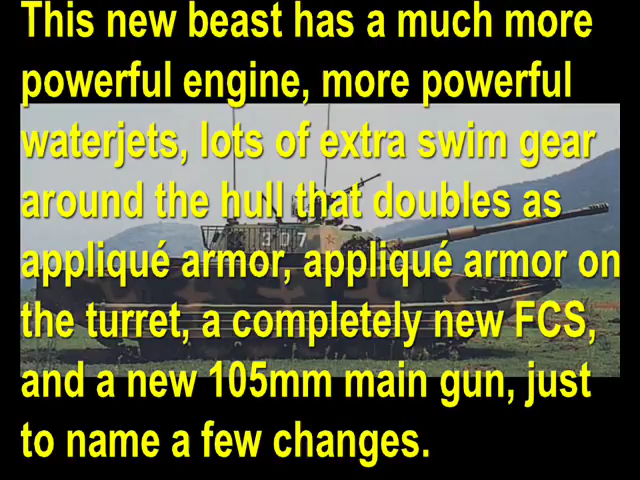 This new beast has a much more
powerful engine, more powerful
waterjets, lots of extra swim gear
around the hull that doubles as
307
appliqué armor, appliqué armor on
the turret, a completely new FCS,
and a new 105mm main gun, just
to name a few changes.